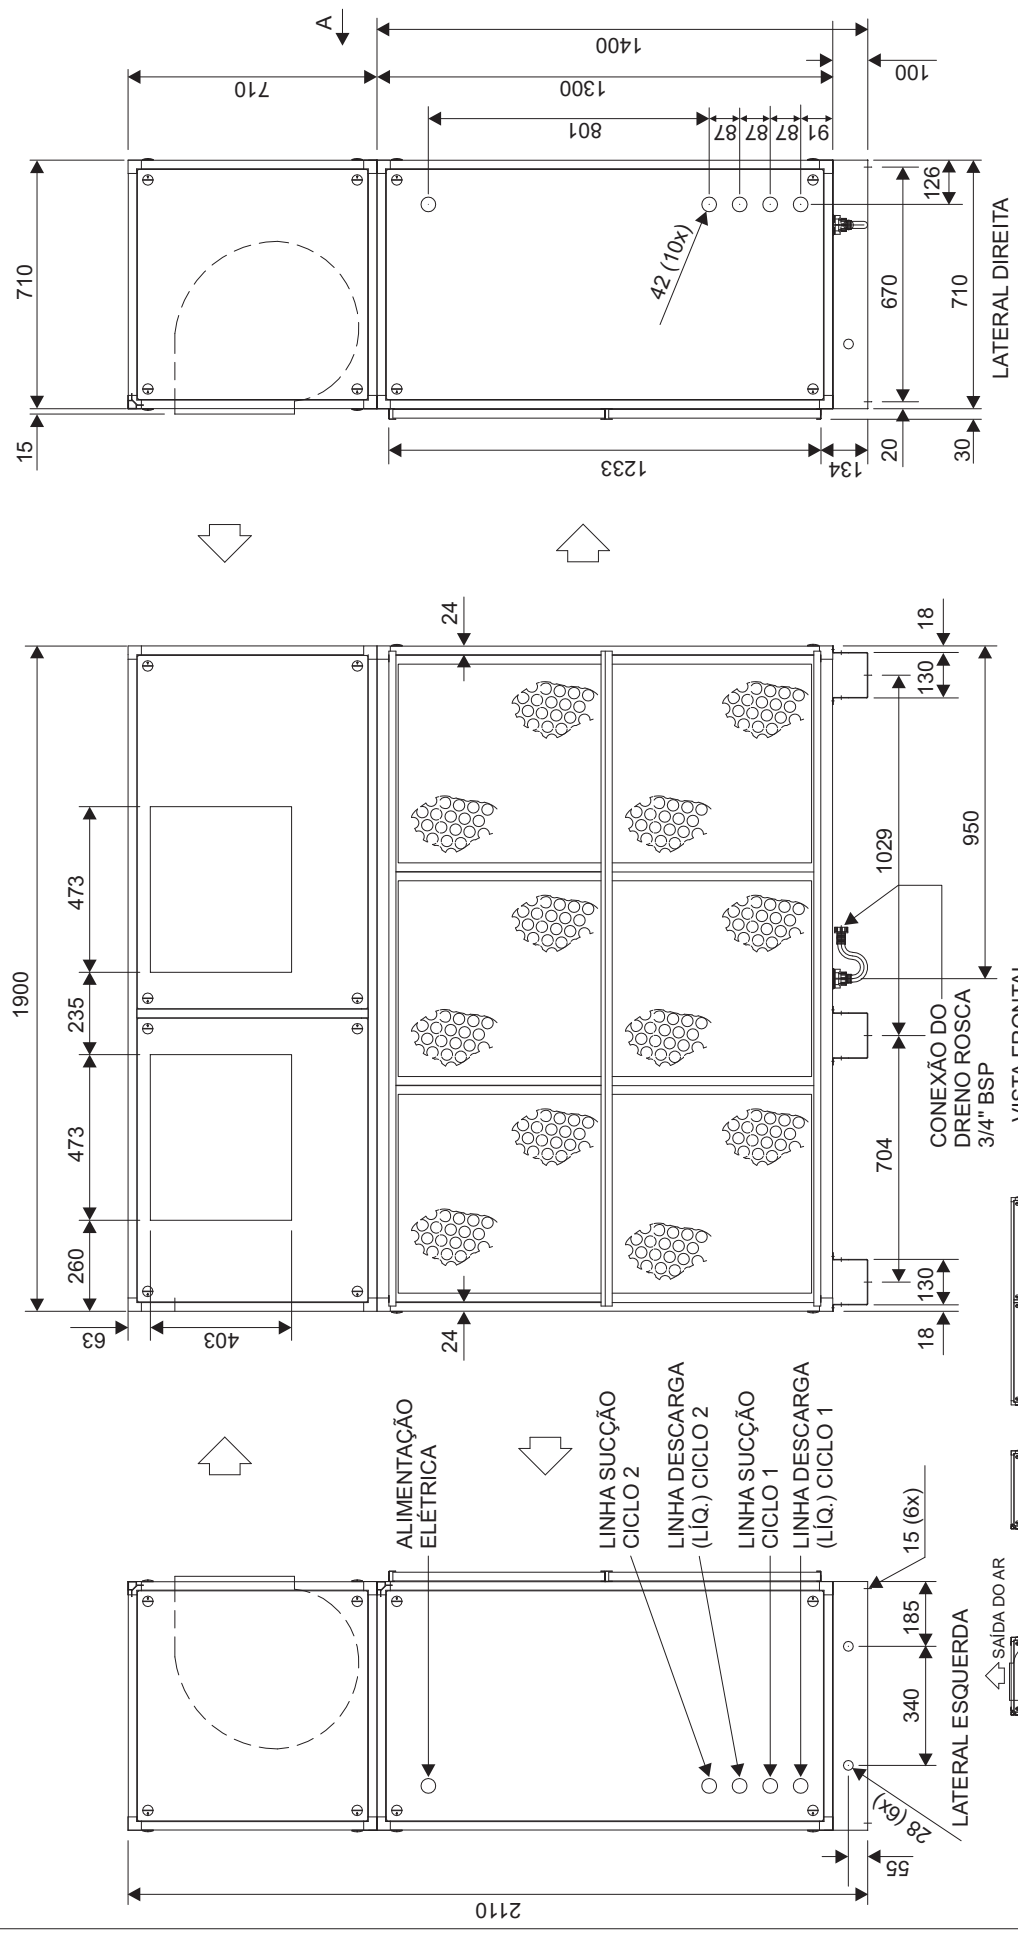 2110
ALIMENTAÇÃO
ELÉTRICA
LINHA SUCÇÃO
CICLO 2
LINHA DESCARGA
(LÍQ.) CICLO 2
LINHA SUCÇÃO
CICLO 1
LINHA DESCARGA
(LÍQ.) CICLO 1
55
28 (6x)
340
185
15 (6x)
LATERAL ESQUERDA
SAÍDA DO AR
1900
260
473
235
473
63
403
24
24
18
130
704
1029
130
18
950
CONEXÃO DO
DRENO ROSCA
3/4" BSP
VISTA FRONTAL
15
710
710
A
1400
1300
801
87
87
87
91
100
42 (10x)
1233
134
20
670
126
30
710
LATERAL DIREITA